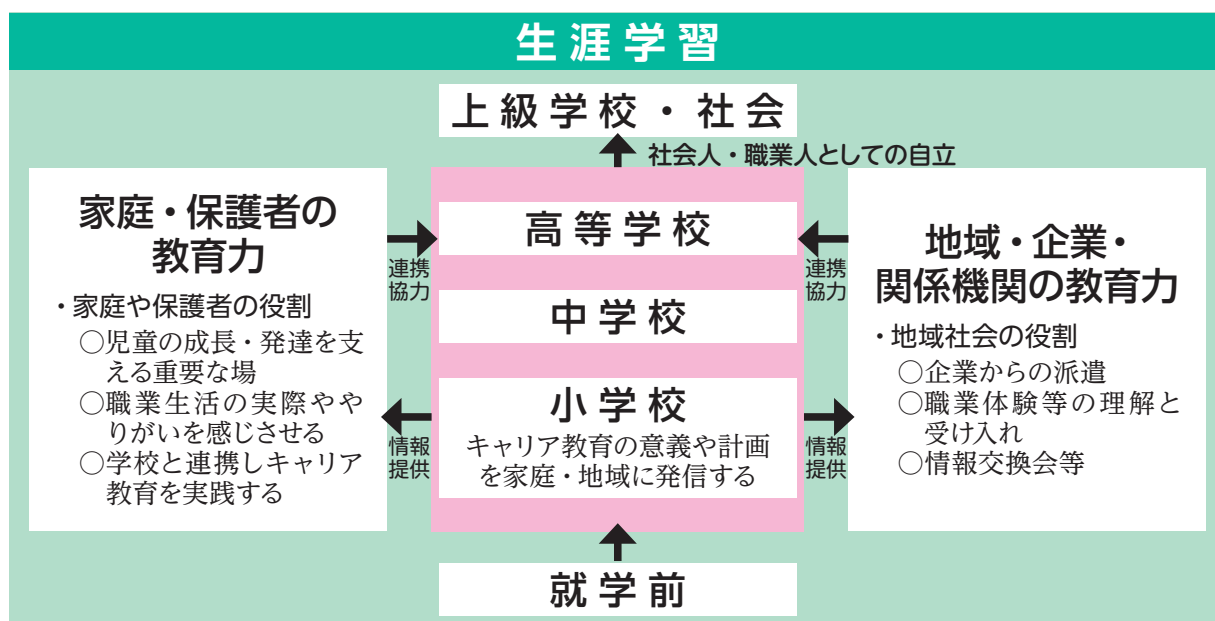 生涯学習
上級学校・社会
社会人・職業人としての自立
家庭・保護者の
教育力
・家庭や保護者の役割
○児童の成長・発達を支
える重要な場
○職業生活の実際やや
りがいを感じさせる
○学校と連携しキャリア
教育を実践する
連携
協力
情報
提供
高等学校
中学校
小学校
キャリア教育の意義や計画
を家庭・地域に発信する
連携
協力
情報
提供
地域・企業・
関係機関の教育力
・地域社会の役割
○企業からの派遣
○職業体験等の理解と
受け入れ
○情報交換会等
就学前